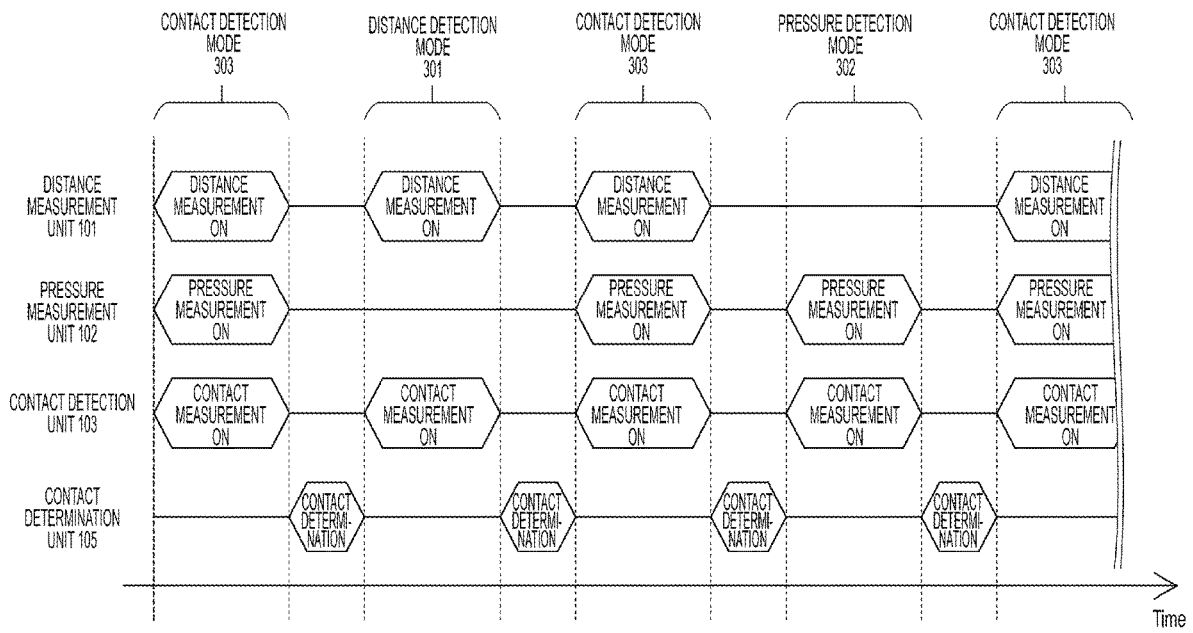 CONTACT DETECTION
MODE
303
DISTANCE DETECTION
MODE
301
CONTACT DETECTION
MODE
303
PRESSURE DETECTION
MODE
302
CONTACT DETECTION
MODE
303
DISTANCE
MEASUREMENT
UNIT 101
DISTANCE
MEASUREMENT
ON
DISTANCE
MEASUREMENT
ON
DISTANCE
MEASUREMENT
ON
DISTANCE
MEASUREMENT
ON
PRESSURE
MEASUREMENT
UNIT 102
PRESSURE
MEASUREMENT
ON
PRESSURE
MEASUREMENT
ON
PRESSURE
MEASUREMENT
ON
PRESSURE
MEASUREMENT
ON
CONTACT DETECTION
UNIT 103
CONTACT
MEASUREMENT
ON
CONTACT
MEASUREMENT
ON
CONTACT
MEASUREMENT
ON
CONTACT
MEASUREMENT
ON
CONTACT
MEASUREMENT
ON
CONTACT
DETERMINATION
UNIT 105
CONTACT
DETERMI-
NATION
CONTACT
DETERMI-
NATION
CONTACT
DETERMI-
NATION
CONTACT
DETERMI-
NATION
Time